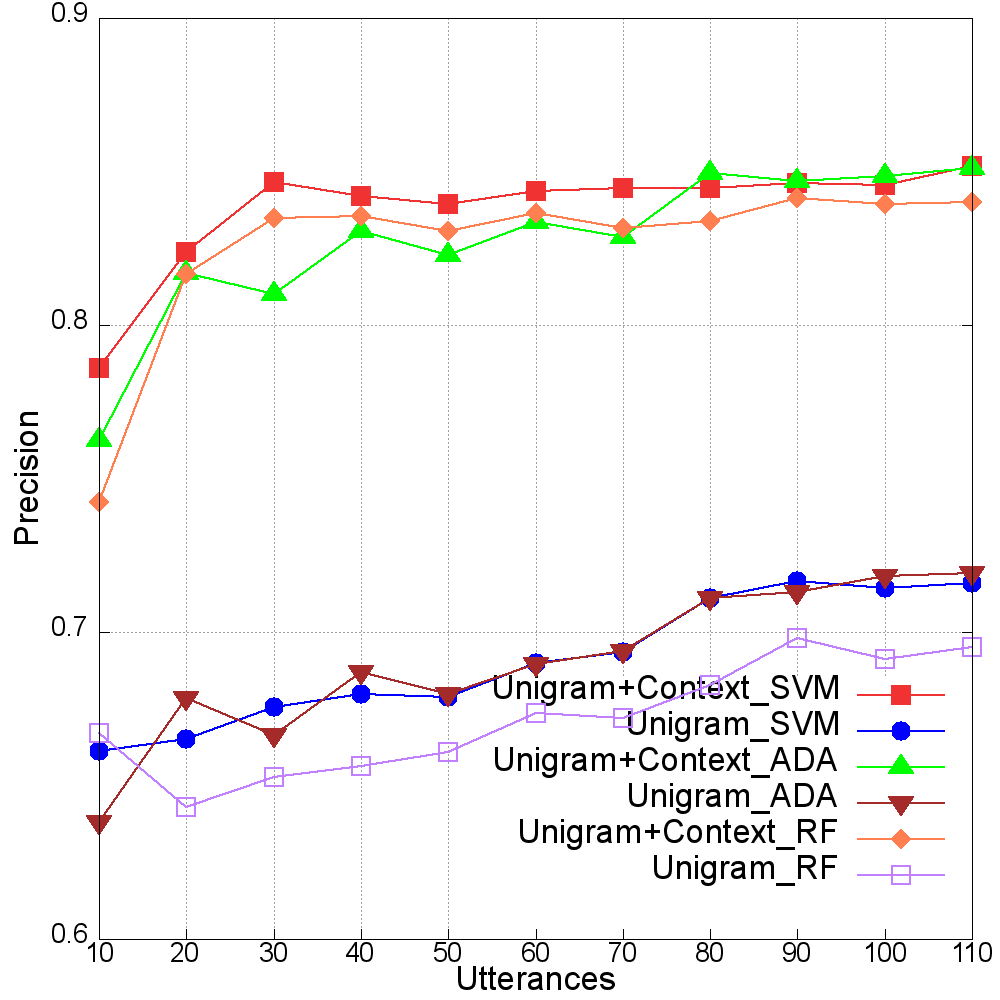 0.9
0.8
0.7
0.6
Precision
10 20 30 40 50 60 70 80 90 100 110
Utterances
Unigram+Context_SVM
Unigram_SVM
Unigram+Context_ADA
Unigram_ADA
Unigram+Context_RF
Unigram_RF